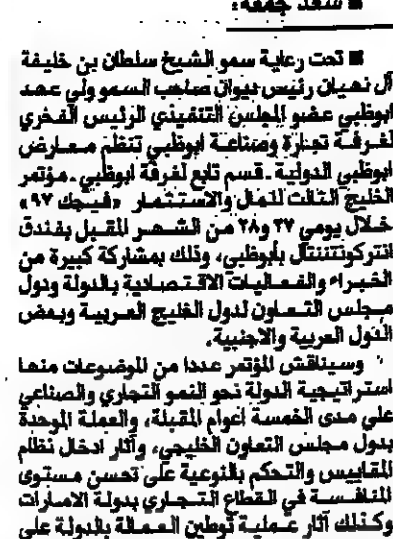 ■ سعد جمعة:
■ تحت رعاية سمو الشيخ سلطان بن خليفة
آل نهيان رئيس ديوان صاحب السمو ولي عهد
ابوظبي عضو المجلس التنفيذي الرئيس الفخري
لغرفة تجارة وصناعة ابوظبي تنظم معارض
ابوظبي الدولية ـ قسم تابع لغرفة ابوظبي ـ مؤتمر
الخليج الثالث للمال والاستثمار «فيجك ٩٧»
خلال يومي ٢٧ و٢٨ من الشهر المقبل بفندق
انتركونتننتال بأبوظبي، وذلك بمشاركة كبيرة من
الخبراء والفعاليات الاقتصادية بالدولة ودول
مجلس التعاون لدول الخليج العربية وبعض
الدول العربية والاجنبية.
وسيناقش المؤتمر عددا من الموضوعات منها
استراتيجية الدولة نحو النمو التجاري والصناعي
على مدى الخمسة اعوام المقبلة، والعملة الموحدة
بدول مجلس التعاون الخليجي، وآثار ادخال نظام
المقاييس والتحكم بالنوعية على تحسن مستوى
المنافسة في القطاع التجاري بدولة الامارات
وكذلك آثار عملية توطين العمالة بالدولة على